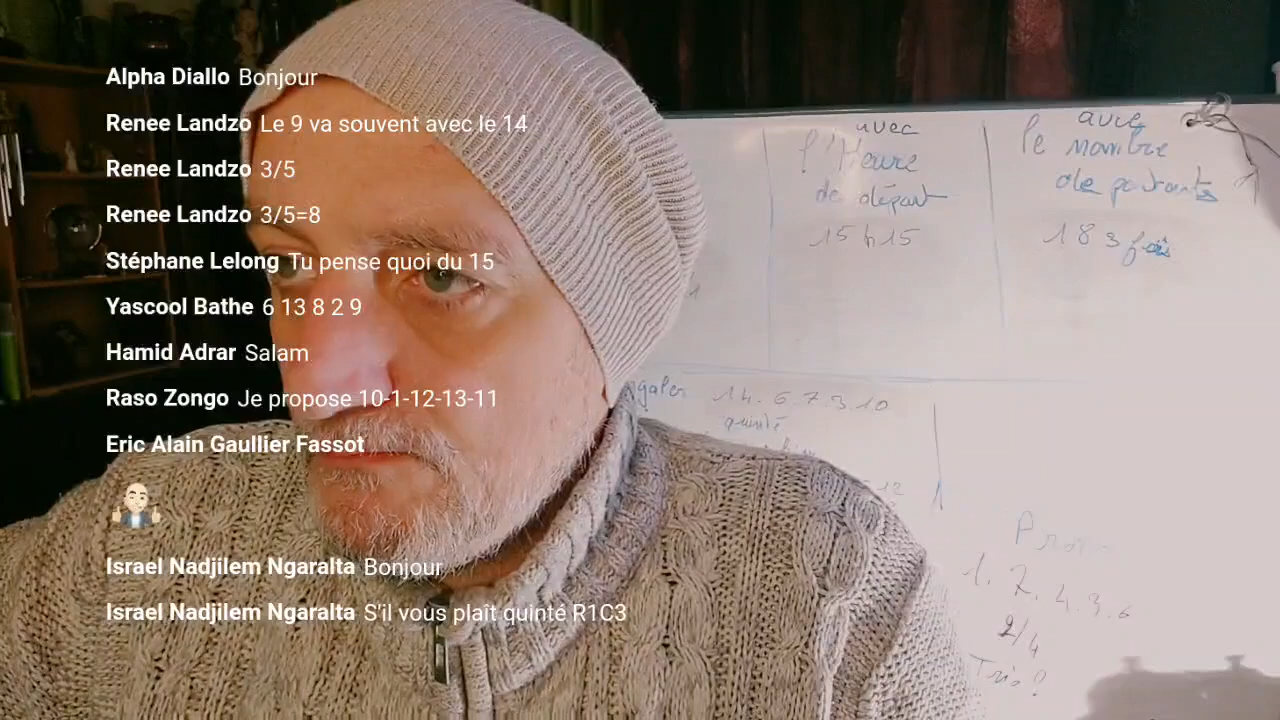 Alpha Diallo Bonjour
Renee Landzo Le 9 va souvent avec le 14
Renee Landzo 3/5
Renee Landzo 3/5=8
Stéphane Lelong Tu pense quoi du 15
Yascool Bathe 6 13 8 2 9
Hamid Adrar Salam
Raso Zongo Je propose 10-1-12-13-11
Eric Alain Gaullier Fassot
Israel Nadjilem Ngaralta Bonjour
Israel Nadjilem Ngaralta S'il vous plaît quinté R1C3
avec
l'Heure
de départ
15h15
avec
le nombre
de partants
18 3 fois
14. 6 7 3 10
quinté
12
1. 7. 4. 3. 6
2/4